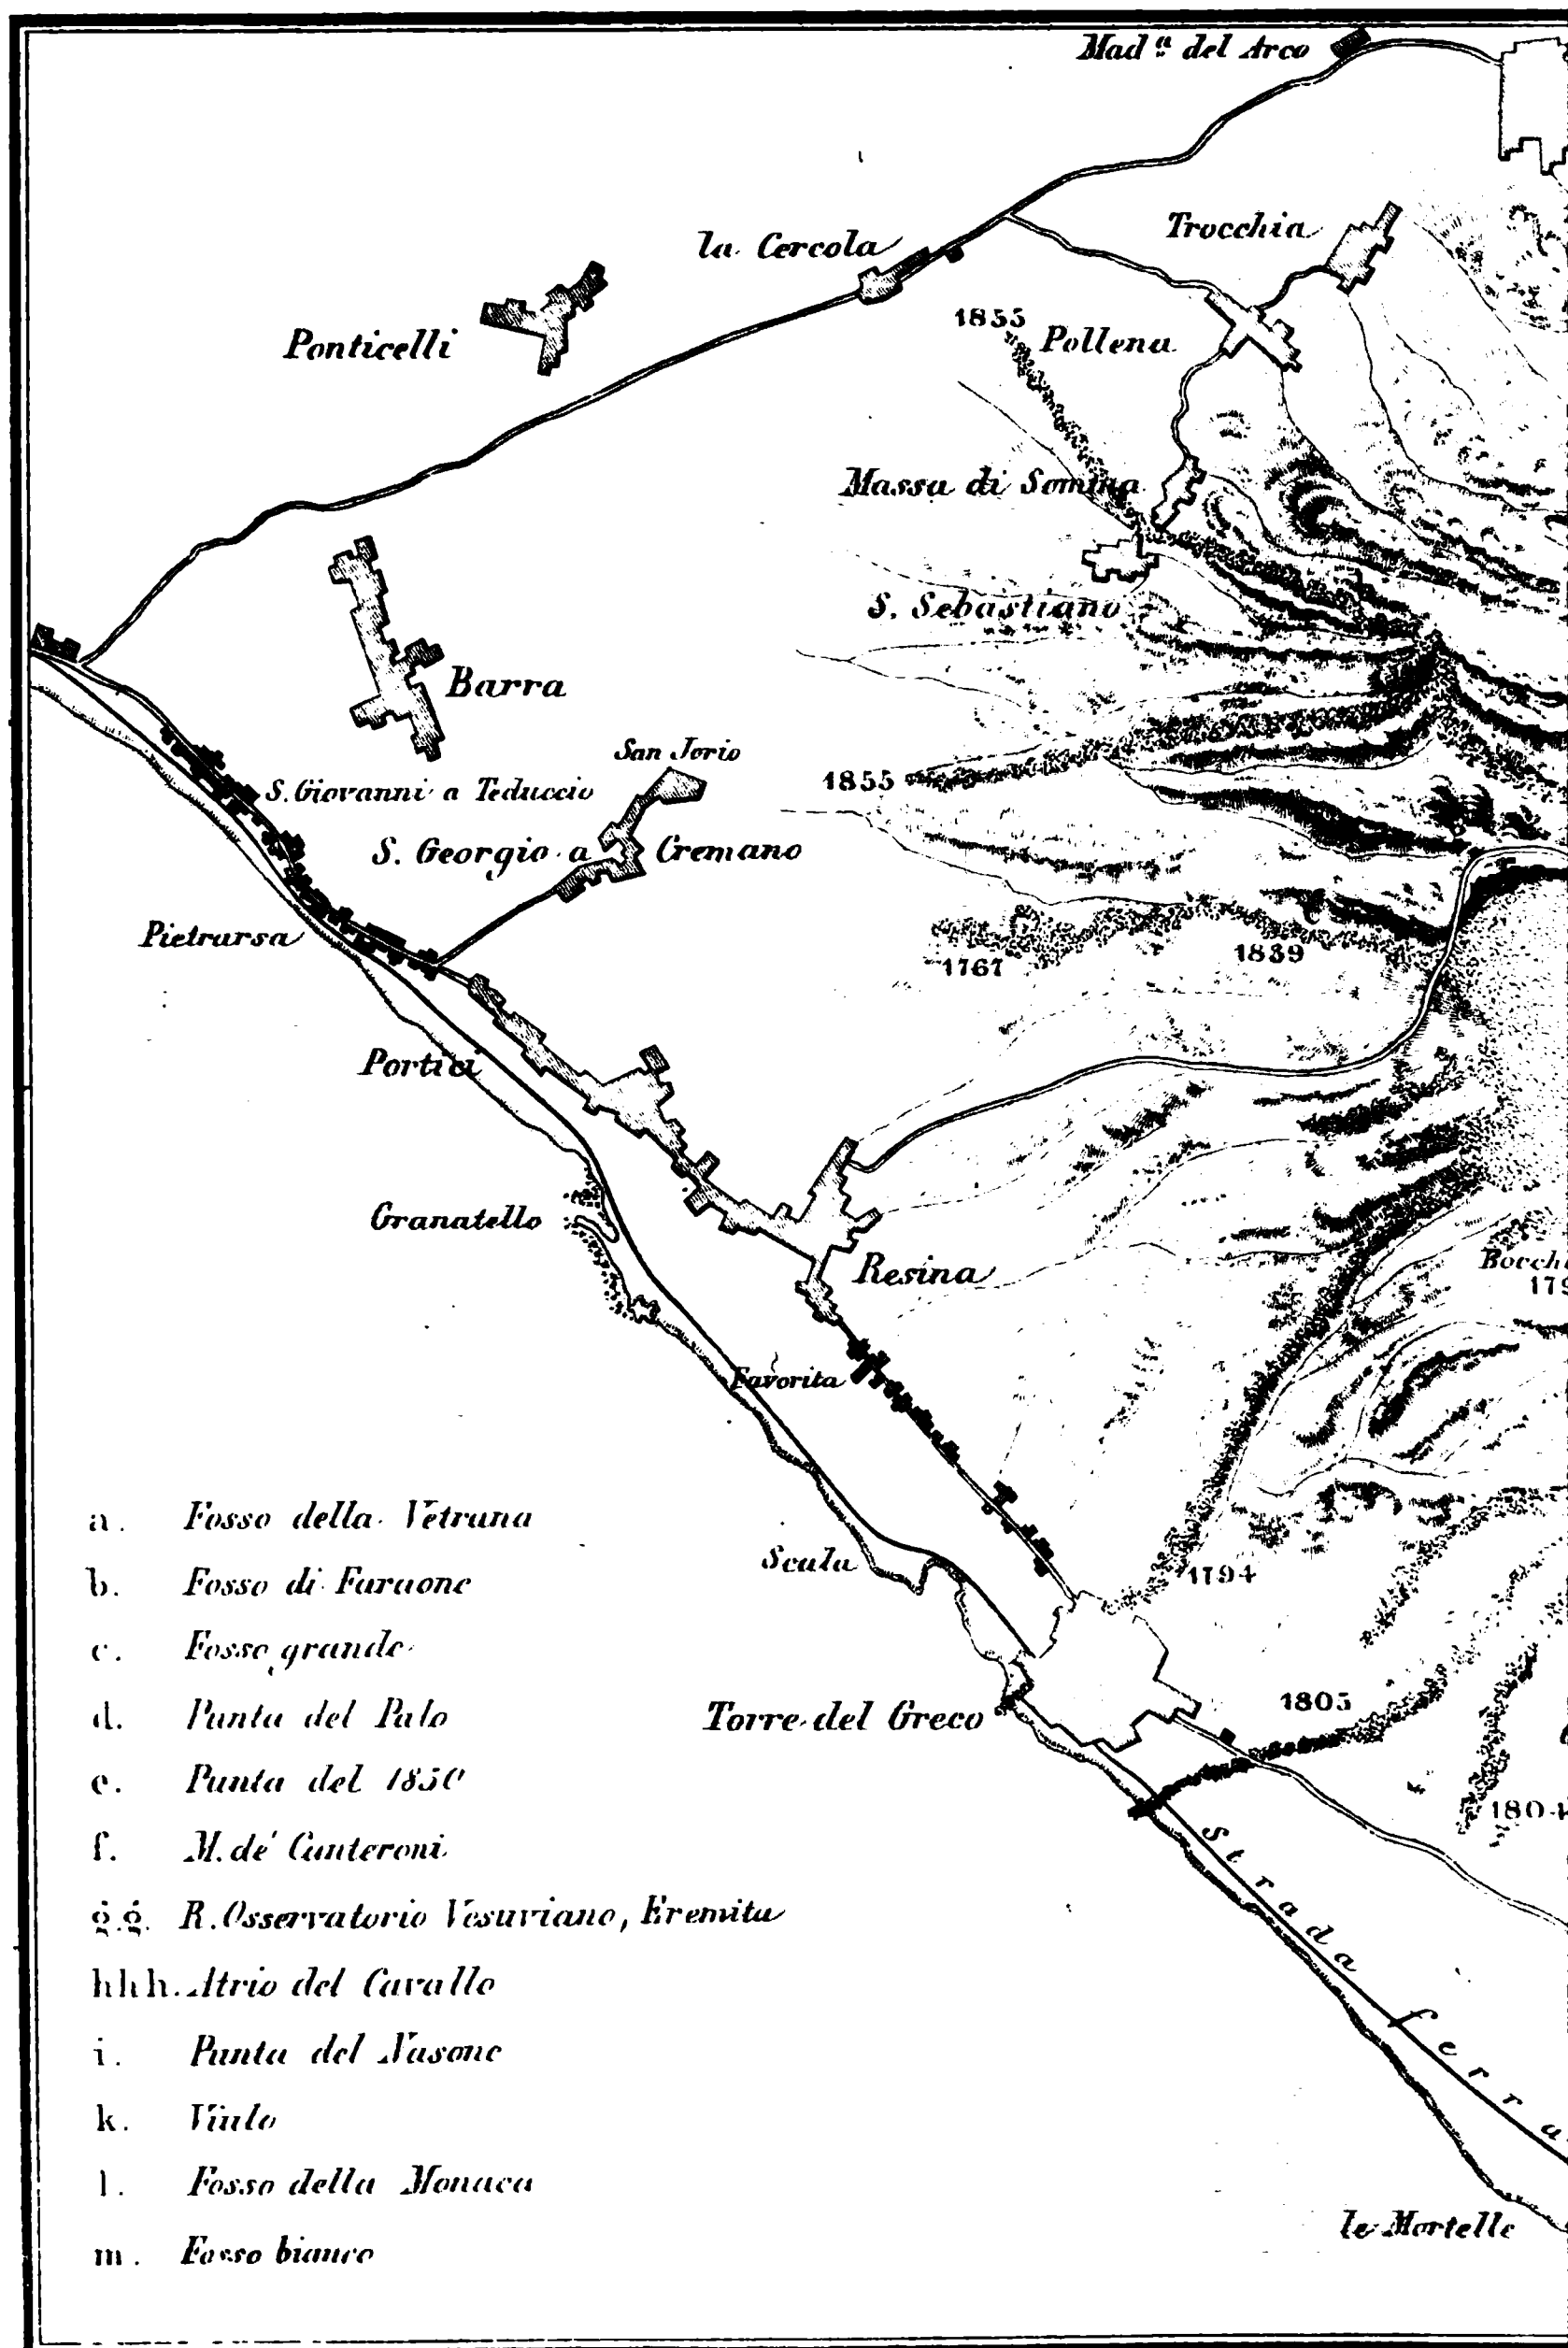 Mad.ª del Arco
Trocchia
la Cercola
1855
Pollena
Ponticelli
Massa di Somma
S. Sebastiano
Barra
San Jorio
1855
S. Giovanni a Teduccio
S. Georgio a Cremano
Pietrarsa
1767
1839
Portici
Granatello
Resina
Favorita
Scala
1794
Torre del Greco
1805
1804
Strada ferra
le Mortelle
a. Fosso della Vetrana
b. Fosso di Faraone
c. Fosso grande
d. Punta del Palo
e. Punta del 1850
f. M. de' Canteroni
g.g. R. Osservatorio Vesuviano, Eremita
h h h. Atrio del Cavallo
i. Punta del Nasone
k. Viulo
l. Fosso della Monaca
m. Fosso bianco